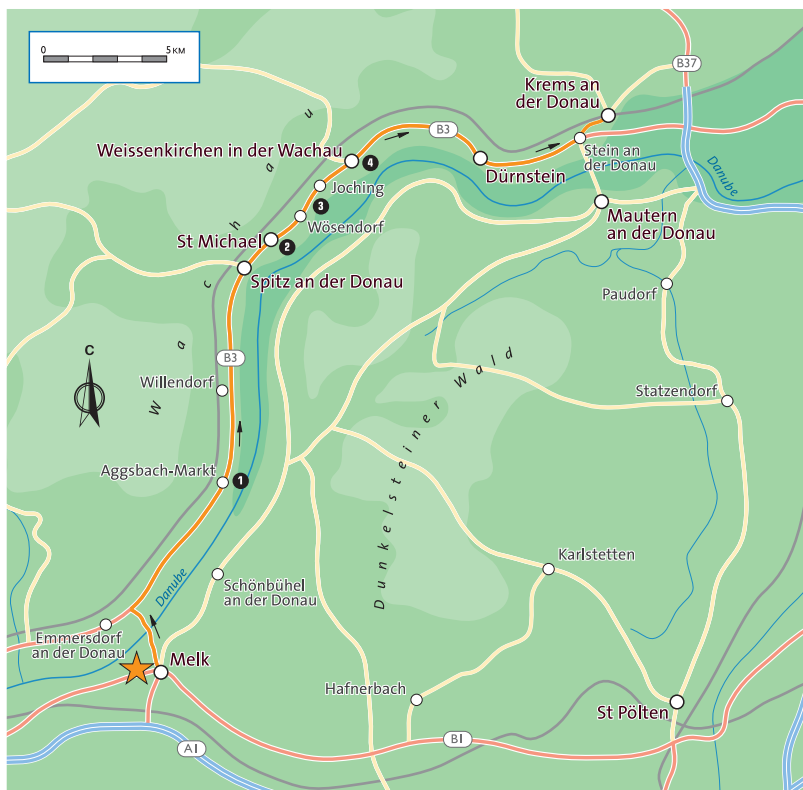 0 5 KM
B37
Krems an
der Donau
B3
Weissenkirchen in der Wachau
4
Stein an
der Donau
Danube
Dürnstein
Joching
3
Wösendorf
Mautern
an der Donau
St Michael
2
Spitz an der Donau
Wachau
Paudorf
B3
Willendorf
C
Dunkelsteiner Wald
Statzendorf
Aggsbach-Markt
1
Karlstetten
Danube
Schönbühel
an der Donau
Emmersdorf
an der Donau
Melk
Hafnerbach
St Pölten
A1
B1